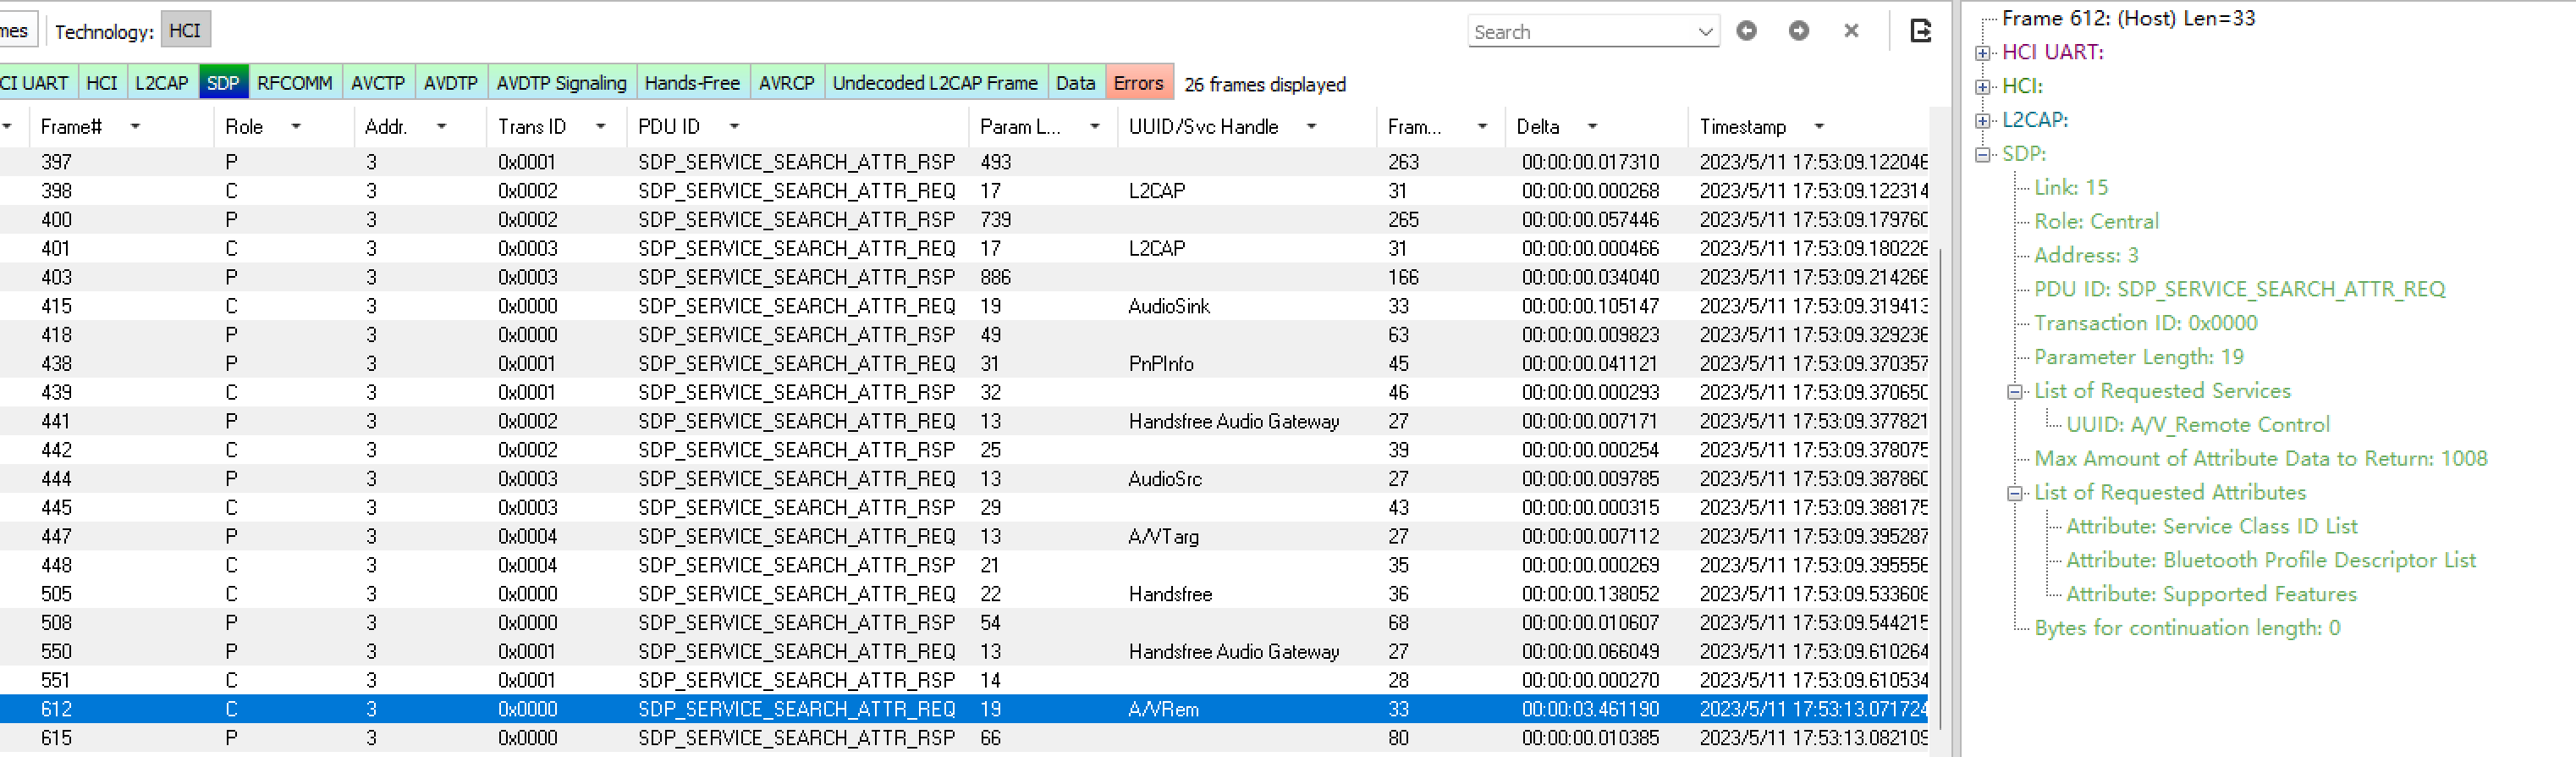 mes Technology: HCI Search
CI UART HCI L2CAP SDP RFCOMM AVCTP AVDTP AVDTP Signaling Hands-Free AVRCP Undecoded L2CAP Frame Data Errors 26 frames displayed
Frame# Role Addr. Trans ID PDU ID Param L... UUID/Svc Handle Fram... Delta Timestamp
397 P 3 0x0001 SDP_SERVICE_SEARCH_ATTR_RSP 493 263 00:00:00.017310 2023/5/11 17:53:09.122046
398 C 3 0x0002 SDP_SERVICE_SEARCH_ATTR_REQ 17 L2CAP 31 00:00:00.000268 2023/5/11 17:53:09.122314
400 P 3 0x0002 SDP_SERVICE_SEARCH_ATTR_RSP 739 265 00:00:00.057446 2023/5/11 17:53:09.179760
401 C 3 0x0003 SDP_SERVICE_SEARCH_ATTR_REQ 17 L2CAP 31 00:00:00.000466 2023/5/11 17:53:09.180226
403 P 3 0x0003 SDP_SERVICE_SEARCH_ATTR_RSP 886 166 00:00:00.034040 2023/5/11 17:53:09.214266
415 C 3 0x0000 SDP_SERVICE_SEARCH_ATTR_REQ 19 AudioSink 33 00:00:00.105147 2023/5/11 17:53:09.319413
418 P 3 0x0000 SDP_SERVICE_SEARCH_ATTR_RSP 49 63 00:00:00.009823 2023/5/11 17:53:09.329236
438 P 3 0x0001 SDP_SERVICE_SEARCH_ATTR_REQ 31 PnPInfo 45 00:00:00.041121 2023/5/11 17:53:09.370357
439 C 3 0x0001 SDP_SERVICE_SEARCH_ATTR_RSP 32 46 00:00:00.000293 2023/5/11 17:53:09.370650
441 P 3 0x0002 SDP_SERVICE_SEARCH_ATTR_REQ 13 Handsfree Audio Gateway 27 00:00:00.007171 2023/5/11 17:53:09.377821
442 C 3 0x0002 SDP_SERVICE_SEARCH_ATTR_RSP 25 39 00:00:00.000254 2023/5/11 17:53:09.378075
444 P 3 0x0003 SDP_SERVICE_SEARCH_ATTR_REQ 13 AudioSrc 27 00:00:00.009785 2023/5/11 17:53:09.387860
445 C 3 0x0003 SDP_SERVICE_SEARCH_ATTR_RSP 29 43 00:00:00.000315 2023/5/11 17:53:09.388175
447 P 3 0x0004 SDP_SERVICE_SEARCH_ATTR_REQ 13 A/VTarg 27 00:00:00.007112 2023/5/11 17:53:09.395287
448 C 3 0x0004 SDP_SERVICE_SEARCH_ATTR_RSP 21 35 00:00:00.000269 2023/5/11 17:53:09.395556
505 C 3 0x0000 SDP_SERVICE_SEARCH_ATTR_REQ 22 Handsfree 36 00:00:00.138052 2023/5/11 17:53:09.533608
508 P 3 0x0000 SDP_SERVICE_SEARCH_ATTR_RSP 54 68 00:00:00.010607 2023/5/11 17:53:09.544215
550 P 3 0x0001 SDP_SERVICE_SEARCH_ATTR_REQ 13 Handsfree Audio Gateway 27 00:00:00.066049 2023/5/11 17:53:09.610264
551 C 3 0x0001 SDP_SERVICE_SEARCH_ATTR_RSP 14 28 00:00:00.000270 2023/5/11 17:53:09.610534
612 C 3 0x0000 SDP_SERVICE_SEARCH_ATTR_REQ 19 A/VRem 33 00:00:03.461190 2023/5/11 17:53:13.071724
615 P 3 0x0000 SDP_SERVICE_SEARCH_ATTR_RSP 66 80 00:00:00.010385 2023/5/11 17:53:13.082109
Frame 612: (Host) Len=33
HCI UART:
HCI:
L2CAP:
SDP:
Link: 15
Role: Central
Address: 3
PDU ID: SDP_SERVICE_SEARCH_ATTR_REQ
Transaction ID: 0x0000
Parameter Length: 19
List of Requested Services
UUID: A/V_Remote Control
Max Amount of Attribute Data to Return: 1008
List of Requested Attributes
Attribute: Service Class ID List
Attribute: Bluetooth Profile Descriptor List
Attribute: Supported Features
Bytes for continuation length: 0